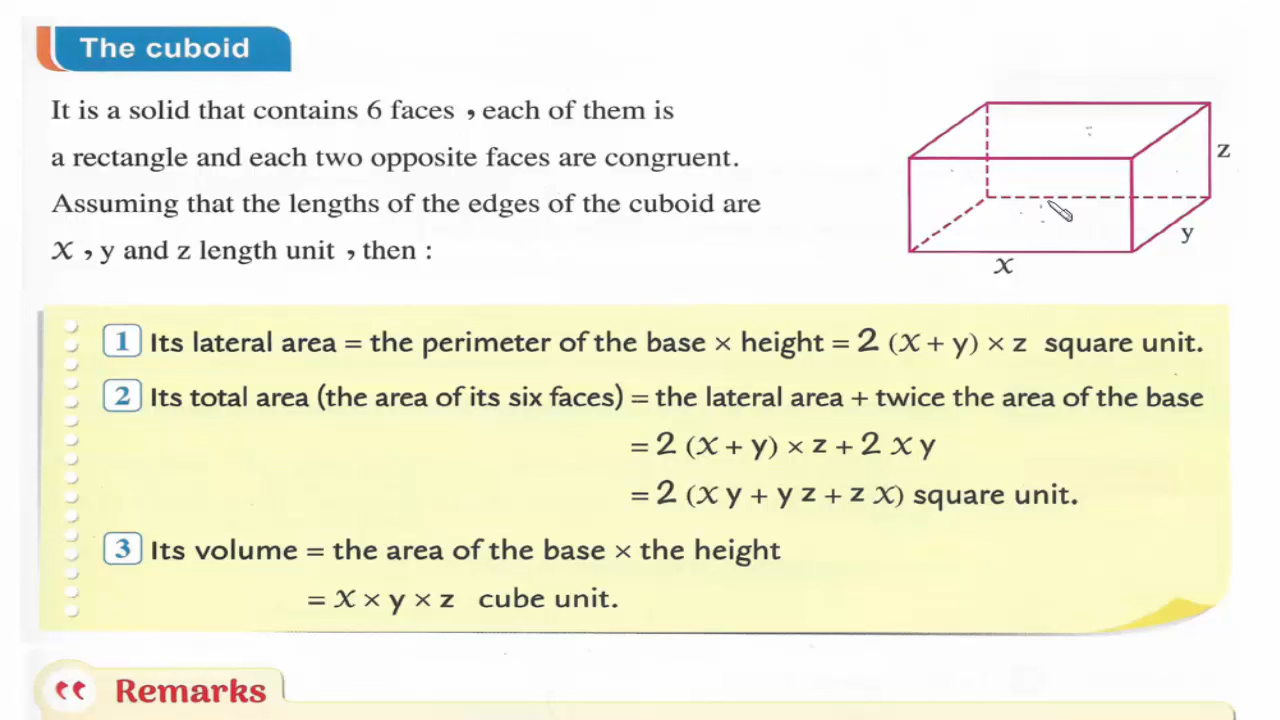 The cuboid
It is a solid that contains 6 faces , each of them is
a rectangle and each two opposite faces are congruent.
Assuming that the lengths of the edges of the cuboid are
x , y and z length unit , then :
z
y
x
1 Its lateral area = the perimeter of the base × height = 2 (x + y) × z square unit.
2 Its total area (the area of its six faces) = the lateral area + twice the area of the base
= 2 (x + y) × z + 2 x y
= 2 (x y + y z + z x) square unit.
3 Its volume = the area of the base × the height
= x × y × z cube unit.
“ Remarks